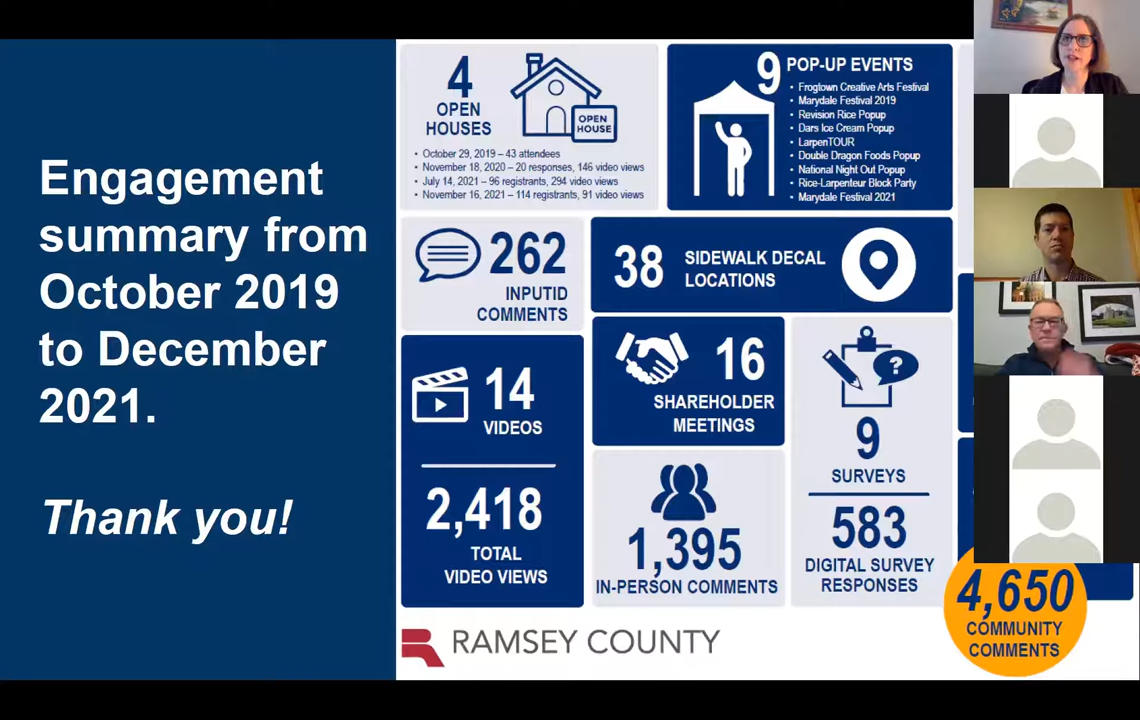 Engagement
summary from
October 2019
to December
2021.
Thank you!
4
OPEN
HOUSES
OPEN
HOUSE
• October 29, 2019 – 43 attendees
• November 18, 2020 – 20 responses, 146 video views
• July 14, 2021 – 96 registrants, 294 video views
• November 16, 2021 – 114 registrants, 91 video views
9 POP-UP EVENTS
• Frogtown Creative Arts Festival
• Marydale Festival 2019
• Revision Rice Popup
• Dars Ice Cream Popup
• LarpenTOUR
• Double Dragon Foods Popup
• National Night Out Popup
• Rice-Larpenteur Block Party
• Marydale Festival 2021
262
INPUTID
COMMENTS
38
SIDEWALK DECAL
LOCATIONS
14
VIDEOS
2,418
TOTAL
VIDEO VIEWS
16
SHAREHOLDER
MEETINGS
1,395
IN-PERSON COMMENTS
?
9
SURVEYS
583
DIGITAL SURVEY
RESPONSES
4,650
COMMUNITY
COMMENTS
RAMSEY COUNTY